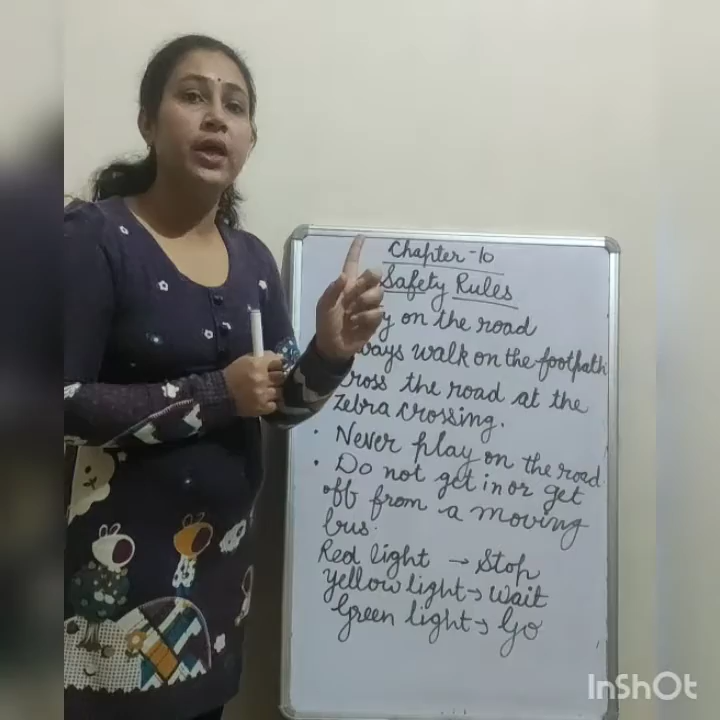 Chapter-10
Safety Rules
on the road
walk on the footpath
cross the road at the
zebra crossing.
· Never play on the road.
· Do not get in or get
off from a moving
bus.
Red light → Stop
Yellow light → Wait
Green light → Go
InShOt